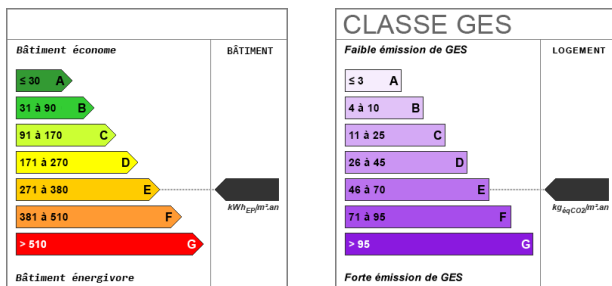 Bâtiment économe
BÂTIMENT
≤ 30 A
31 à 90 B
91 à 170 C
171 à 270 D
271 à 380 E
kWhEP/m².an
381 à 510 F
> 510 G
Bâtiment énergivore
CLASSE GES
Faible émission de GES
LOGEMENT
≤ 3 A
4 à 10 B
11 à 25 C
26 à 45 D
46 à 70 E
kgéqCO2/m².an
71 à 95 F
> 95 G
Forte émission de GES